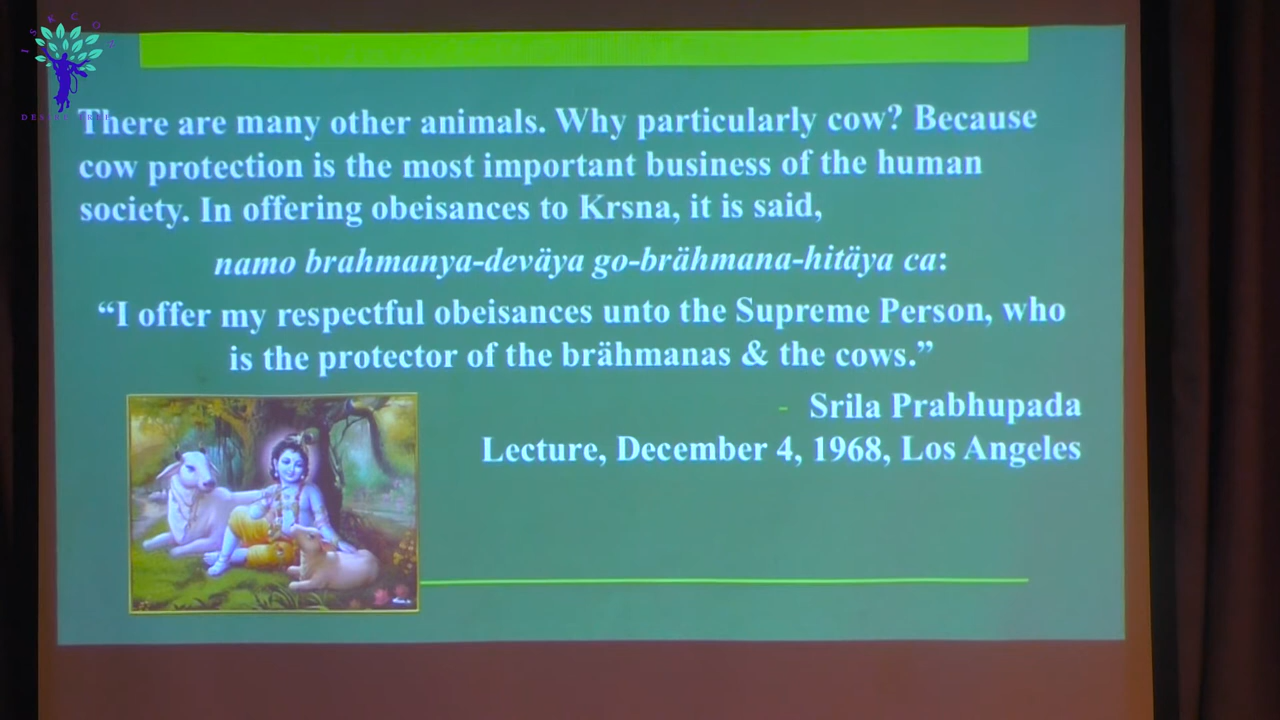 ISKCON
DESIRE TREE
There are many other animals. Why particularly cow? Because
cow protection is the most important business of the human
society. In offering obeisances to Krsna, it is said,
namo brahmanya-deväya go-brähmana-hitäya ca:
“I offer my respectful obeisances unto the Supreme Person, who
is the protector of the brähmanas & the cows.”
- Srila Prabhupada
Lecture, December 4, 1968, Los Angeles